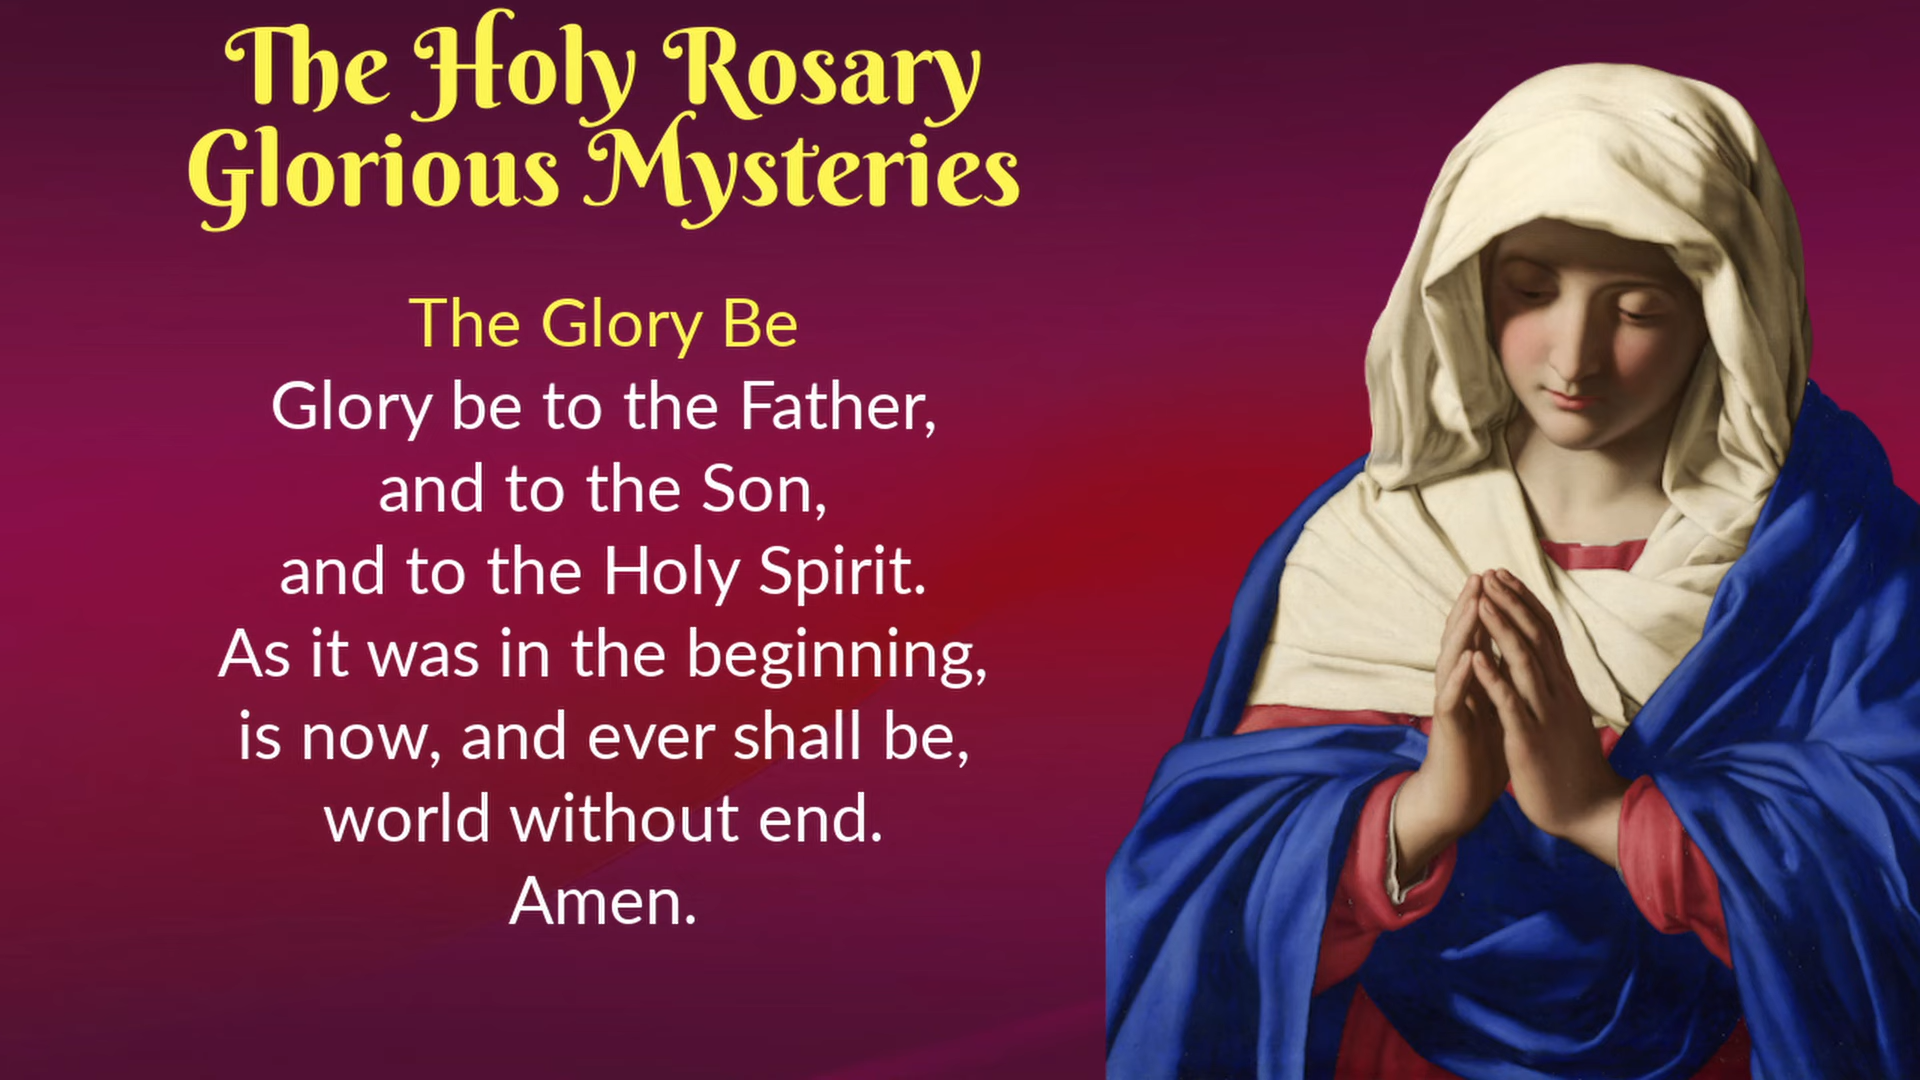 The Holy Rosary
Glorious Mysteries
The Glory Be
Glory be to the Father,
and to the Son,
and to the Holy Spirit.
As it was in the beginning,
is now, and ever shall be,
world without end.
Amen.